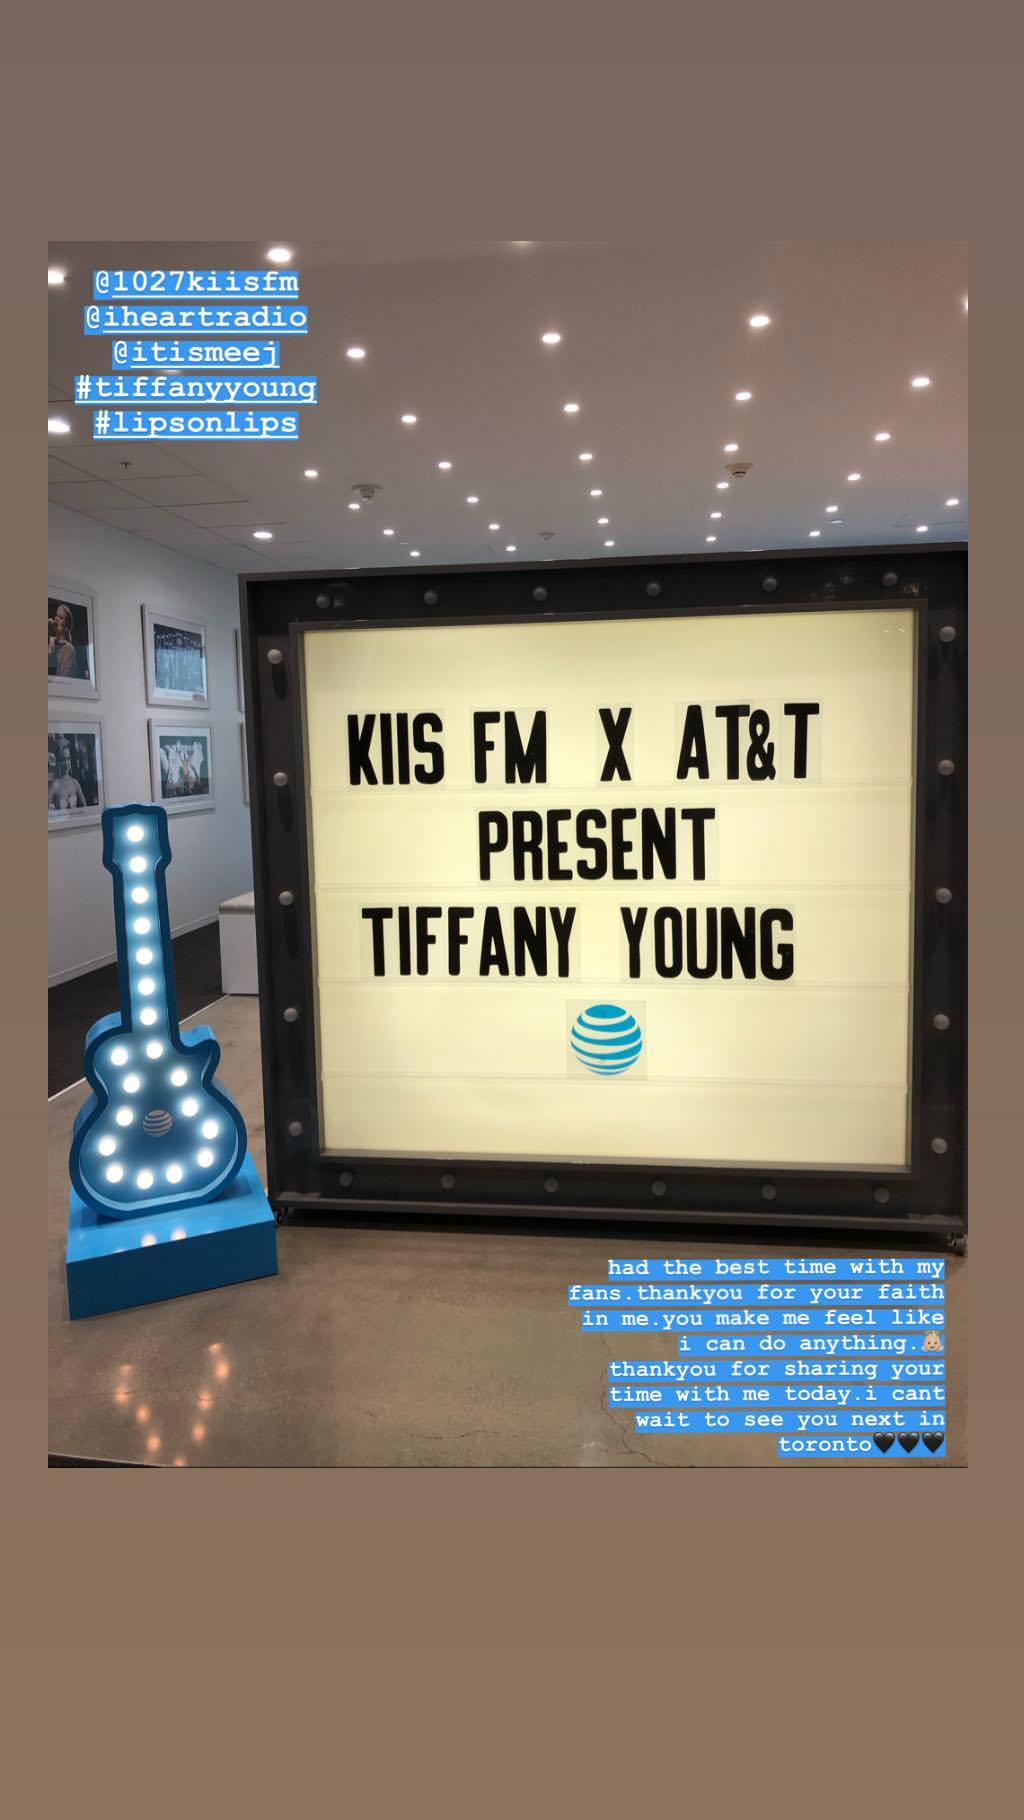 @1027kiisfm
@iheartradio
@itismeej
#tiffanyyoung
#lipsonlips
KIIS FM X AT&T
PRESENT
TIFFANY YOUNG
had the best time with my
fans.thankyou for your faith
in me.you make me feel like
i can do anything.👼🏼
thankyou for sharing your
time with me today.i cant
wait to see you next in
toronto🖤🖤🖤